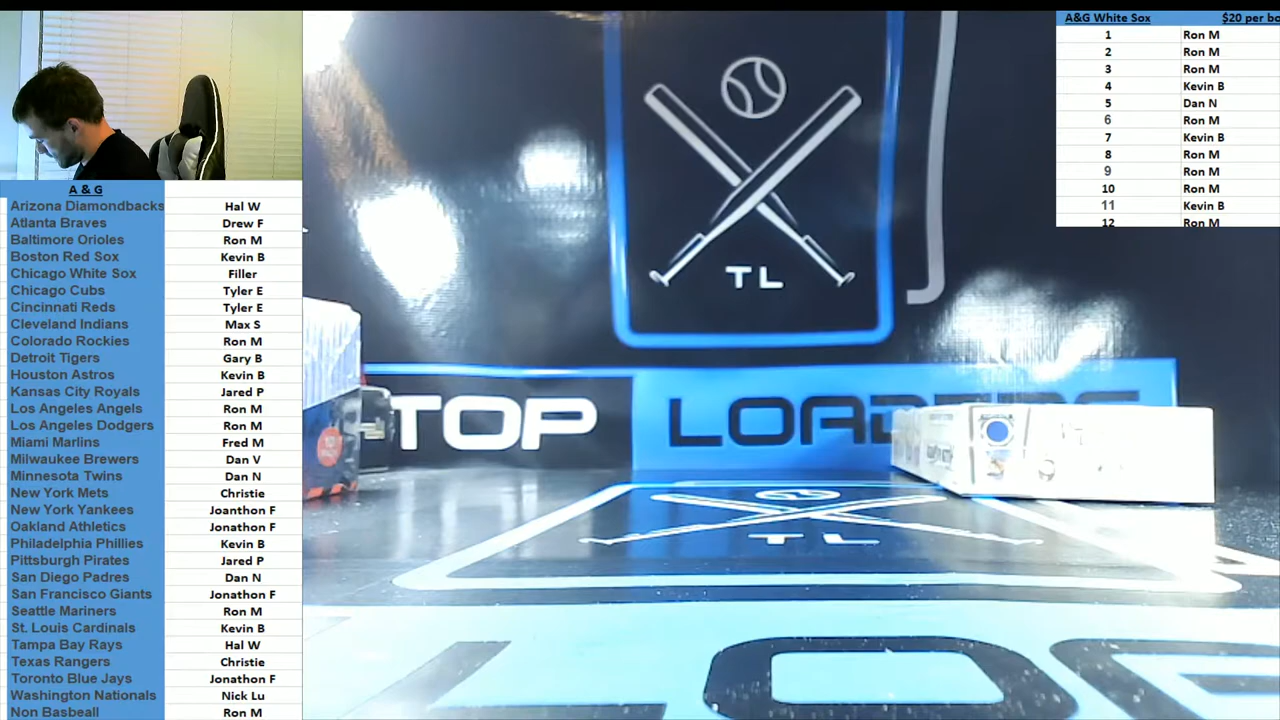 A & G
Arizona Diamondbacks Hal W
Atlanta Braves Drew F
Baltimore Orioles Ron M
Boston Red Sox Kevin B
Chicago White Sox Filler
Chicago Cubs Tyler E
Cincinnati Reds Tyler E
Cleveland Indians Max S
Colorado Rockies Ron M
Detroit Tigers Gary B
Houston Astros Kevin B
Kansas City Royals Jared P
Los Angeles Angels Ron M
Los Angeles Dodgers Ron M
Miami Marlins Fred M
Milwaukee Brewers Dan V
Minnesota Twins Dan N
New York Mets Christie
New York Yankees Joanthon F
Oakland Athletics Jonathon F
Philadelphia Phillies Kevin B
Pittsburgh Pirates Jared P
San Diego Padres Dan N
San Francisco Giants Jonathon F
Seattle Mariners Ron M
St. Louis Cardinals Kevin B
Tampa Bay Rays Hal W
Texas Rangers Christie
Toronto Blue Jays Jonathon F
Washington Nationals Nick Lu
Non Basbeall Ron M
TL
TOP LOADERS
TL
A&G White Sox $20 per bo
1 Ron M
2 Ron M
3 Ron M
4 Kevin B
5 Dan N
6 Ron M
7 Kevin B
8 Ron M
9 Ron M
10 Ron M
11 Kevin B
12 Ron M